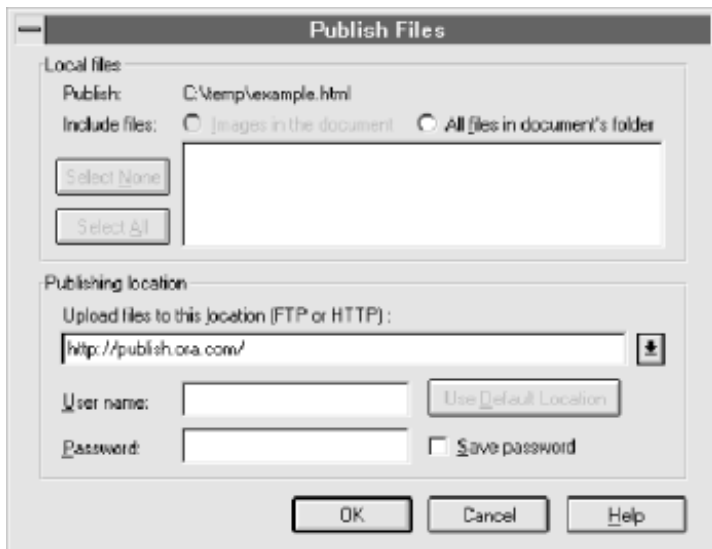 Publish Files
Local files
Publish: C:\temp\example.html
Include files: Images in the document All files in document's folder
Select None
Select All
Publishing location
Upload files to this location (FTP or HTTP) :
http://publish.ora.com/
User name: Use Default Location
Password: Save password
OK Cancel Help